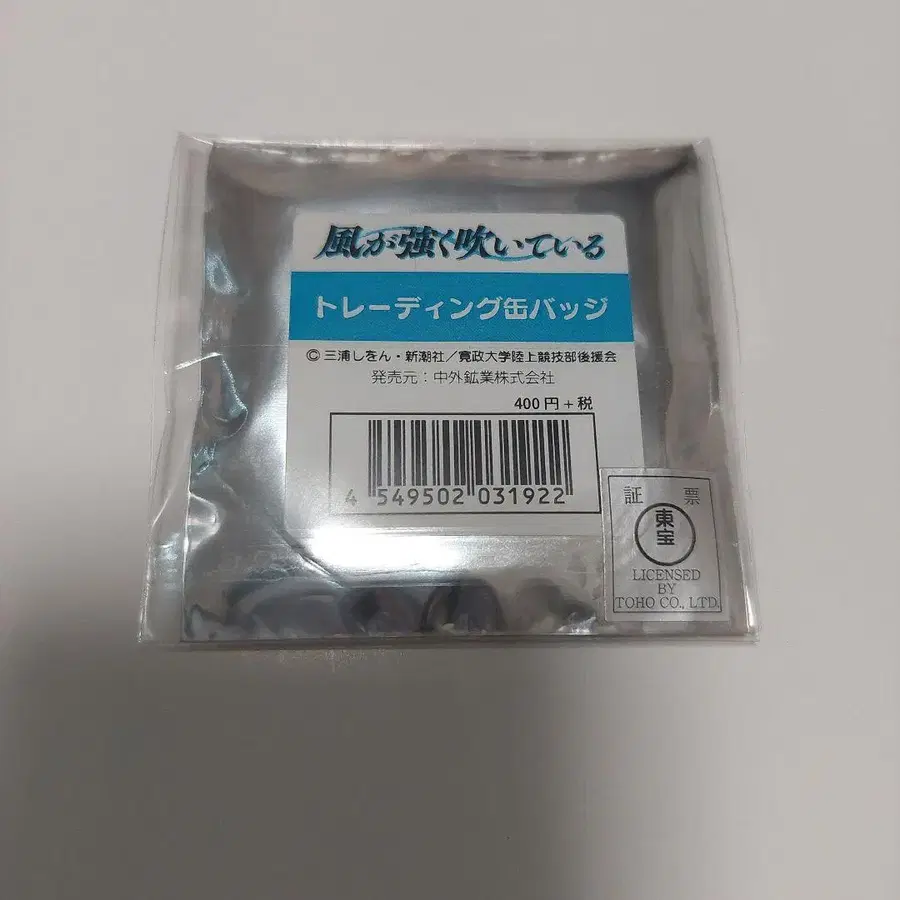 風が強く吹いている
トレーディング缶バッジ
© 三浦しをん・新潮社／寛政大学陸上競技部後援会
発売元：中外鉱業株式会社
400円+税
4 549502 031922
証 票
東宝
LICENSED
BY
TOHO CO., LTD.